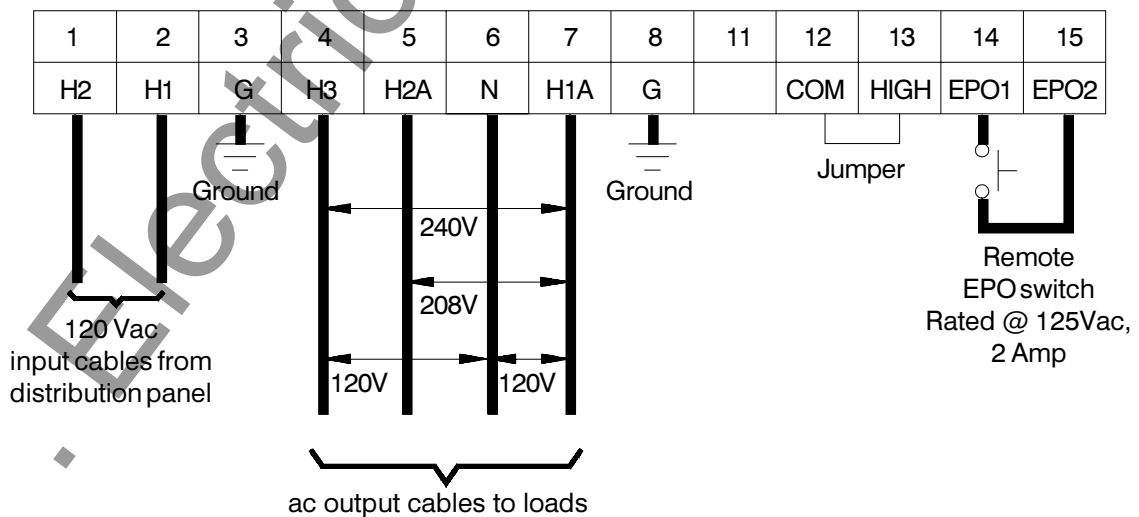 1 2 3 4 5 6 7 8 11 12 13 14 15
H2 H1 G H3 H2A N H1A G COM HIGH EPO1 EPO2
Ground
Ground
Jumper
240V
208V
120V
120V
120 Vac
input cables from
distribution panel
Remote
EPO switch
Rated @ 125Vac,
2 Amp
ac output cables to loads
. Electric